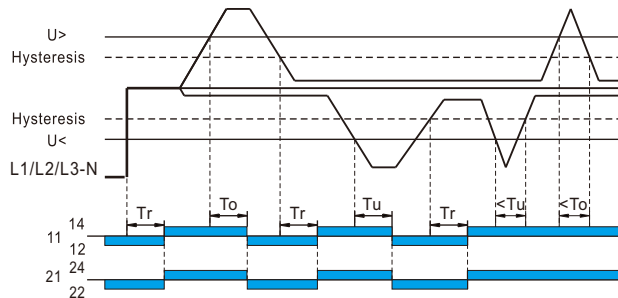 U>
Hysteresis
Hysteresis
U<
L1/L2/L3-N
Tr To Tr Tu Tr <Tu <To
14
11
12
24
21
22